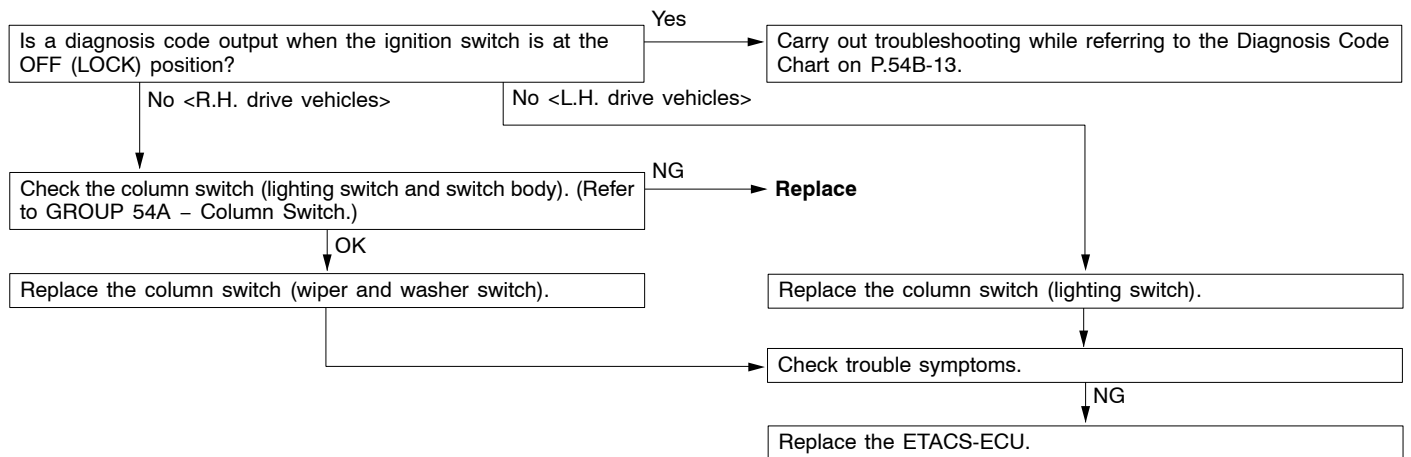 Is a diagnosis code output when the ignition switch is at the
OFF (LOCK) position?
Yes
Carry out troubleshooting while referring to the Diagnosis Code
Chart on P.54B-13.
No <R.H. drive vehicles>
No <L.H. drive vehicles>
Check the column switch (lighting switch and switch body). (Refer
to GROUP 54A – Column Switch.)
NG
Replace
OK
Replace the column switch (wiper and washer switch).
Replace the column switch (lighting switch).
Check trouble symptoms.
NG
Replace the ETACS-ECU.